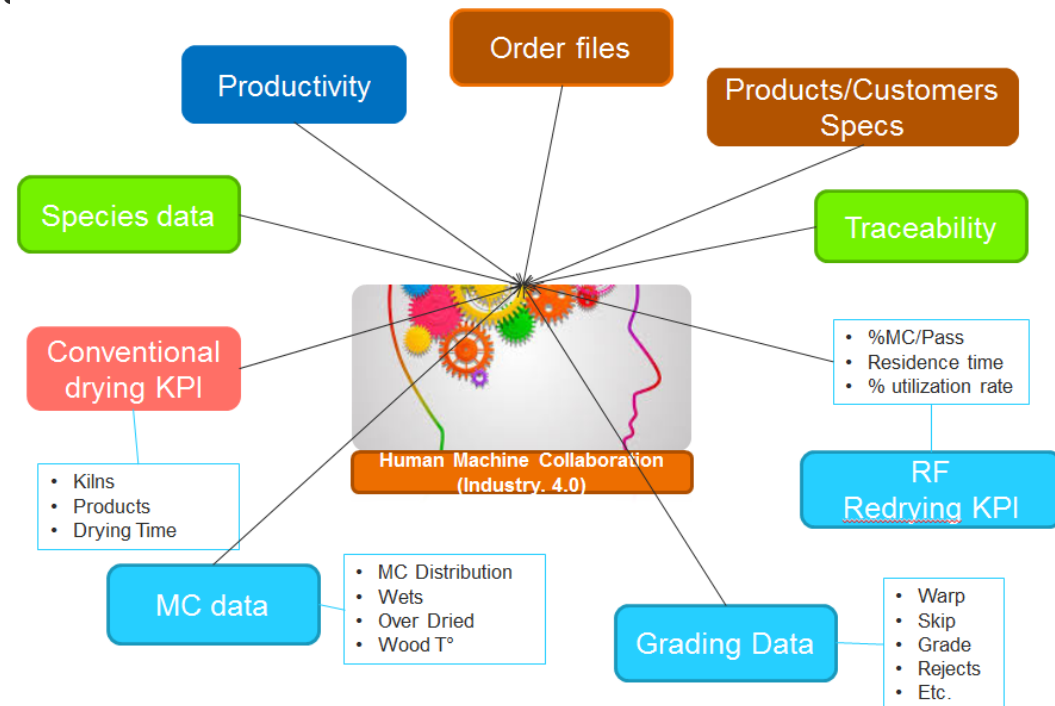 Order files
Productivity
Products/Customers
Specs
Species data
Traceability
Conventional
drying KPI
• %MC/Pass
• Residence time
• % utilization rate
Human Machine Collaboration
(Industry. 4.0)
RF
Redrying KPI
• Kilns
• Products
• Drying Time
MC data
• MC Distribution
• Wets
• Over Dried
• Wood T°
Grading Data
• Warp
• Skip
• Grade
• Rejects
• Etc.